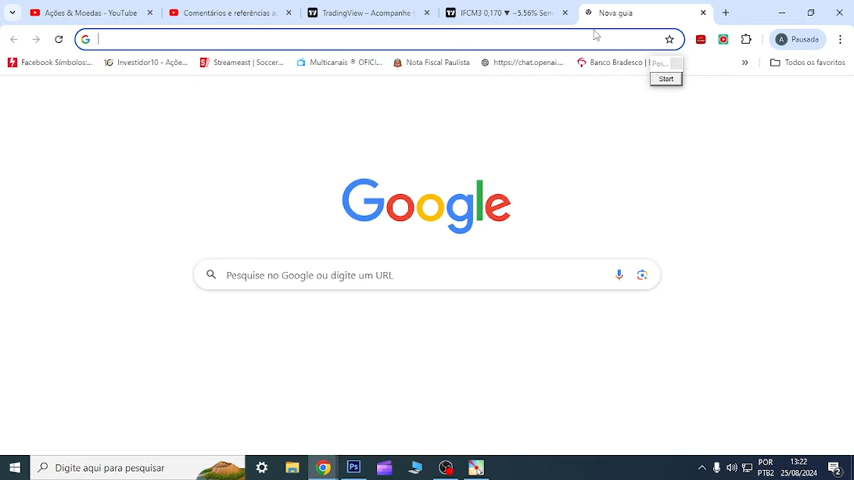 Ações & Moedas - YouTube
Comentários e referências a
TradingView – Acompanhe t
IFCM3 0,170 ▼ −5.56% Sem
Nova guia
A Pausada
Facebook Símbolos:...
Investidor10 - Açõe...
Streameast | Soccer...
Multicanais ® OFICI...
Nota Fiscal Paulista
https://chat.openai....
Banco Bradesco |
»
Todos os favoritos
Start
Google
Pesquise no Google ou digite um URL
Digite aqui para pesquisar
Ps
POR
PTB2
13:22
25/08/2024
2